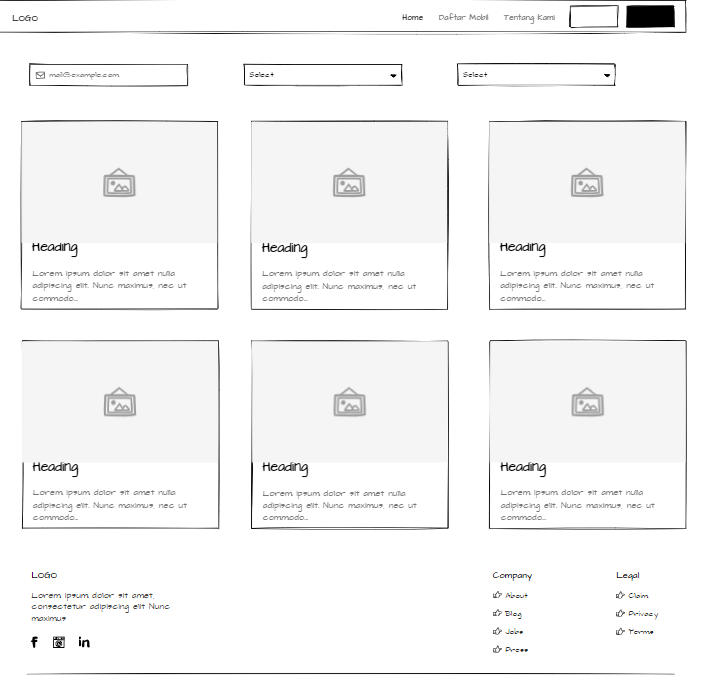 LOGO
Home Daftar Mobil Tentang Kami
mail@example.com
Select
Select
Heading
Lorem ipsum dolor sit amet nulla
adipiscing elit. Nunc maximus, nec ut
commodo...
Heading
Lorem ipsum dolor sit amet nulla
adipiscing elit. Nunc maximus, nec ut
commodo...
Heading
Lorem ipsum dolor sit amet nulla
adipiscing elit. Nunc maximus, nec ut
commodo...
Heading
Lorem ipsum dolor sit amet nulla
adipiscing elit. Nunc maximus, nec ut
commodo...
Heading
Lorem ipsum dolor sit amet nulla
adipiscing elit. Nunc maximus, nec ut
commodo...
Heading
Lorem ipsum dolor sit amet nulla
adipiscing elit. Nunc maximus, nec ut
commodo...
LOGO
Lorem ipsum dolor sit amet,
consectetur adipiscing elit Nunc
maximus
Company
About
Blog
Jobs
Press
Legal
Claim
Privacy
Terms